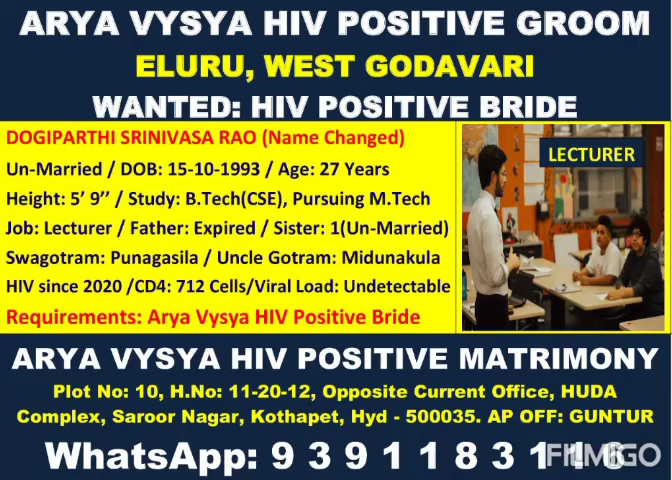 ARYA VYSYA HIV POSITIVE GROOM
ELURU, WEST GODAVARI
WANTED: HIV POSITIVE BRIDE
DOGIPARTHI SRINIVASA RAO (Name Changed)
Un-Married / DOB: 15-10-1993 / Age: 27 Years
Height: 5’ 9’’ / Study: B.Tech(CSE), Pursuing M.Tech
Job: Lecturer / Father: Expired / Sister: 1(Un-Married)
Swagotram: Punagasila / Uncle Gotram: Midunakula
HIV since 2020 /CD4: 712 Cells/Viral Load: Undetectable
Requirements: Arya Vysya HIV Positive Bride
LECTURER
ARYA VYSYA HIV POSITIVE MATRIMONY
Plot No: 10, H.No: 11-20-12, Opposite Current Office, HUDA
Complex, Saroor Nagar, Kothapet, Hyd - 500035. AP OFF: GUNTUR
WhatsApp: 9 3 9 1 1 8 3 1
FILMIGO